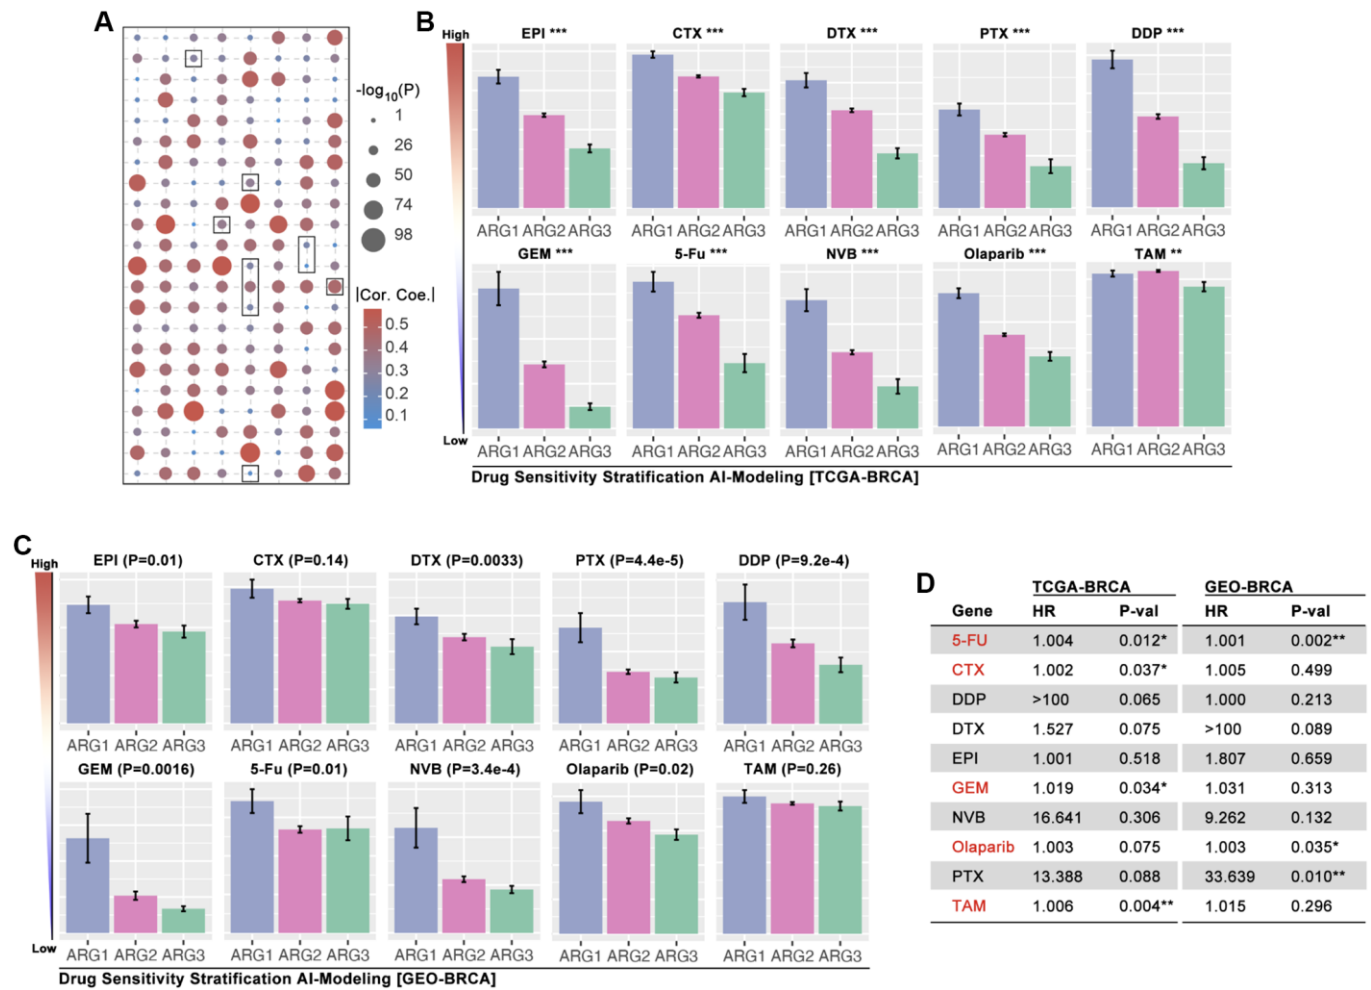 A
-log10(P)
1
26
50
74
98
|Cor. Coe.|
0.5
0.4
0.3
0.2
0.1
B
High
Low
EPI *** CTX *** DTX *** PTX *** DDP ***
ARG1 ARG2 ARG3 ARG1 ARG2 ARG3 ARG1 ARG2 ARG3 ARG1 ARG2 ARG3 ARG1 ARG2 ARG3
GEM *** 5-Fu *** NVB *** Olaparib *** TAM **
ARG1 ARG2 ARG3 ARG1 ARG2 ARG3 ARG1 ARG2 ARG3 ARG1 ARG2 ARG3 ARG1 ARG2 ARG3
Drug Sensitivity Stratification AI-Modeling [TCGA-BRCA]
C
High
Low
EPI (P=0.01) CTX (P=0.14) DTX (P=0.0033) PTX (P=4.4e-5) DDP (P=9.2e-4)
ARG1 ARG2 ARG3 ARG1 ARG2 ARG3 ARG1 ARG2 ARG3 ARG1 ARG2 ARG3 ARG1 ARG2 ARG3
GEM (P=0.0016) 5-Fu (P=0.01) NVB (P=3.4e-4) Olaparib (P=0.02) TAM (P=0.26)
ARG1 ARG2 ARG3 ARG1 ARG2 ARG3 ARG1 ARG2 ARG3 ARG1 ARG2 ARG3 ARG1 ARG2 ARG3
Drug Sensitivity Stratification AI-Modeling [GEO-BRCA]
D
TCGA-BRCA GEO-BRCA
Gene HR P-val HR P-val
5-FU 1.004 0.012* 1.001 0.002**
CTX 1.002 0.037* 1.005 0.499
DDP >100 0.065 1.000 0.213
DTX 1.527 0.075 >100 0.089
EPI 1.001 0.518 1.807 0.659
GEM 1.019 0.034* 1.031 0.313
NVB 16.641 0.306 9.262 0.132
Olaparib 1.003 0.075 1.003 0.035*
PTX 13.388 0.088 33.639 0.010**
TAM 1.006 0.004** 1.015 0.296